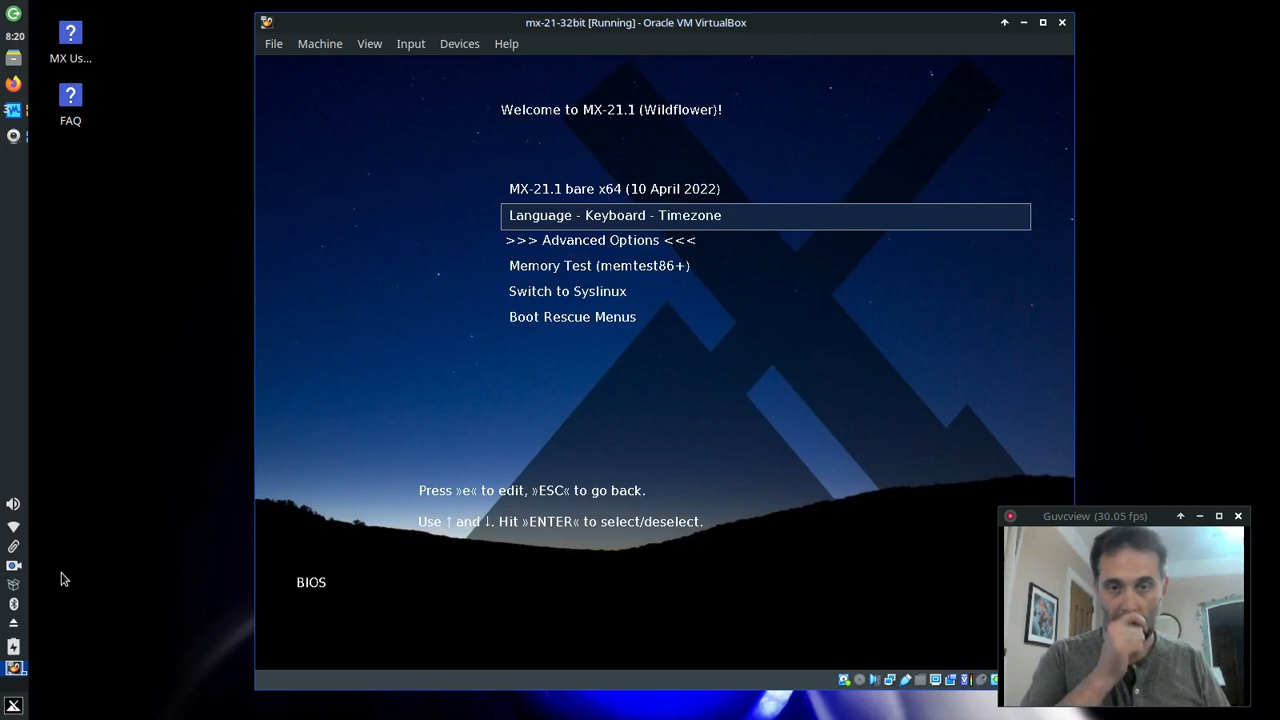 8:20
MX Us...
FAQ
mx-21-32bit [Running] - Oracle VM VirtualBox
File Machine View Input Devices Help
Welcome to MX-21.1 (Wildflower)!
MX-21.1 bare x64 (10 April 2022)
Language - Keyboard - Timezone
>>> Advanced Options <<<
Memory Test (memtest86+)
Switch to Syslinux
Boot Rescue Menus
Press »e« to edit, »ESC« to go back.
Use ↑ and ↓. Hit »ENTER« to select/deselect.
BIOS
Guvcview (30.05 fps)